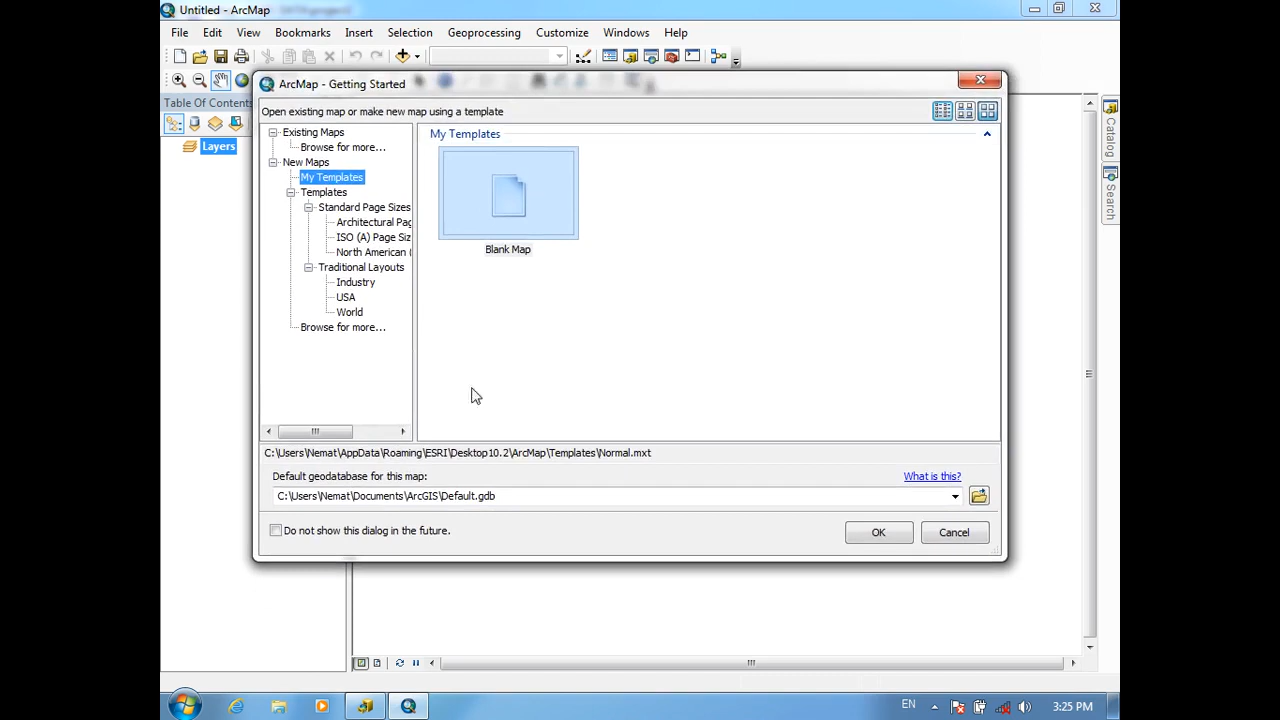 Untitled - ArcMap
File Edit View Bookmarks Insert Selection Geoprocessing Customize Windows Help
ArcMap - Getting Started
Table Of Contents
Open existing map or make new map using a template
Layers
Existing Maps
Browse for more...
New Maps
My Templates
Templates
Standard Page Sizes
Architectural Pag
ISO (A) Page Siz
North American (
Traditional Layouts
Industry
USA
World
Browse for more...
My Templates
Blank Map
Catalog
Search
C:\Users\Nemat\AppData\Roaming\ESRI\Desktop10.2\ArcMap\Templates\Normal.mxt
Default geodatabase for this map:
What is this?
C:\Users\Nemat\Documents\ArcGIS\Default.gdb
Do not show this dialog in the future.
OK
Cancel
EN
3:25 PM